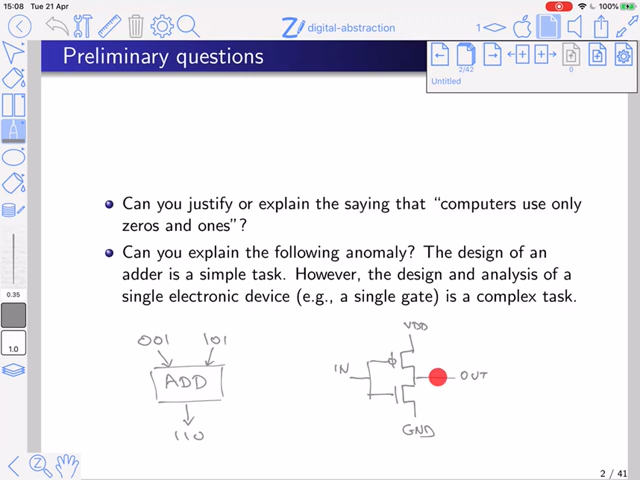 15:08 Tue 21 Apr
100%
digital-abstraction
1
Preliminary questions
2/42
0
Untitled
Can you justify or explain the saying that “computers use only
zeros and ones”?
Can you explain the following anomaly? The design of an
adder is a simple task. However, the design and analysis of a
single electronic device (e.g., a single gate) is a complex task.
0.35
1.0
001 101
ADD
110
VDD
IN
OUT
GND
2 / 41